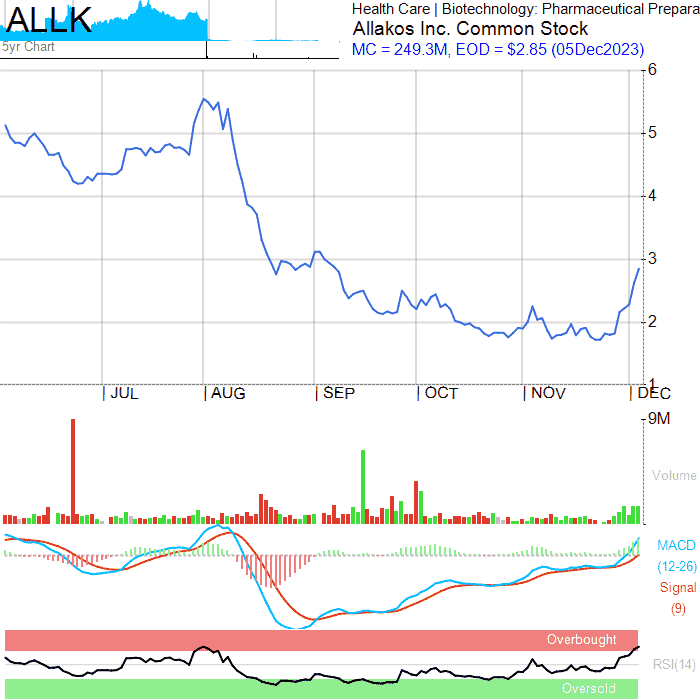 ALLK
5yr Chart
Health Care | Biotechnology: Pharmaceutical Prepara
Allakos Inc. Common Stock
MC = 249.3M, EOD = $2.85 (05Dec2023)
6
5
4
3
2
1
| JUL | AUG | SEP | OCT | NOV | DEC
9M
Volume
MACD
(12-26)
Signal
(9)
Overbought
RSI(14)
Oversold